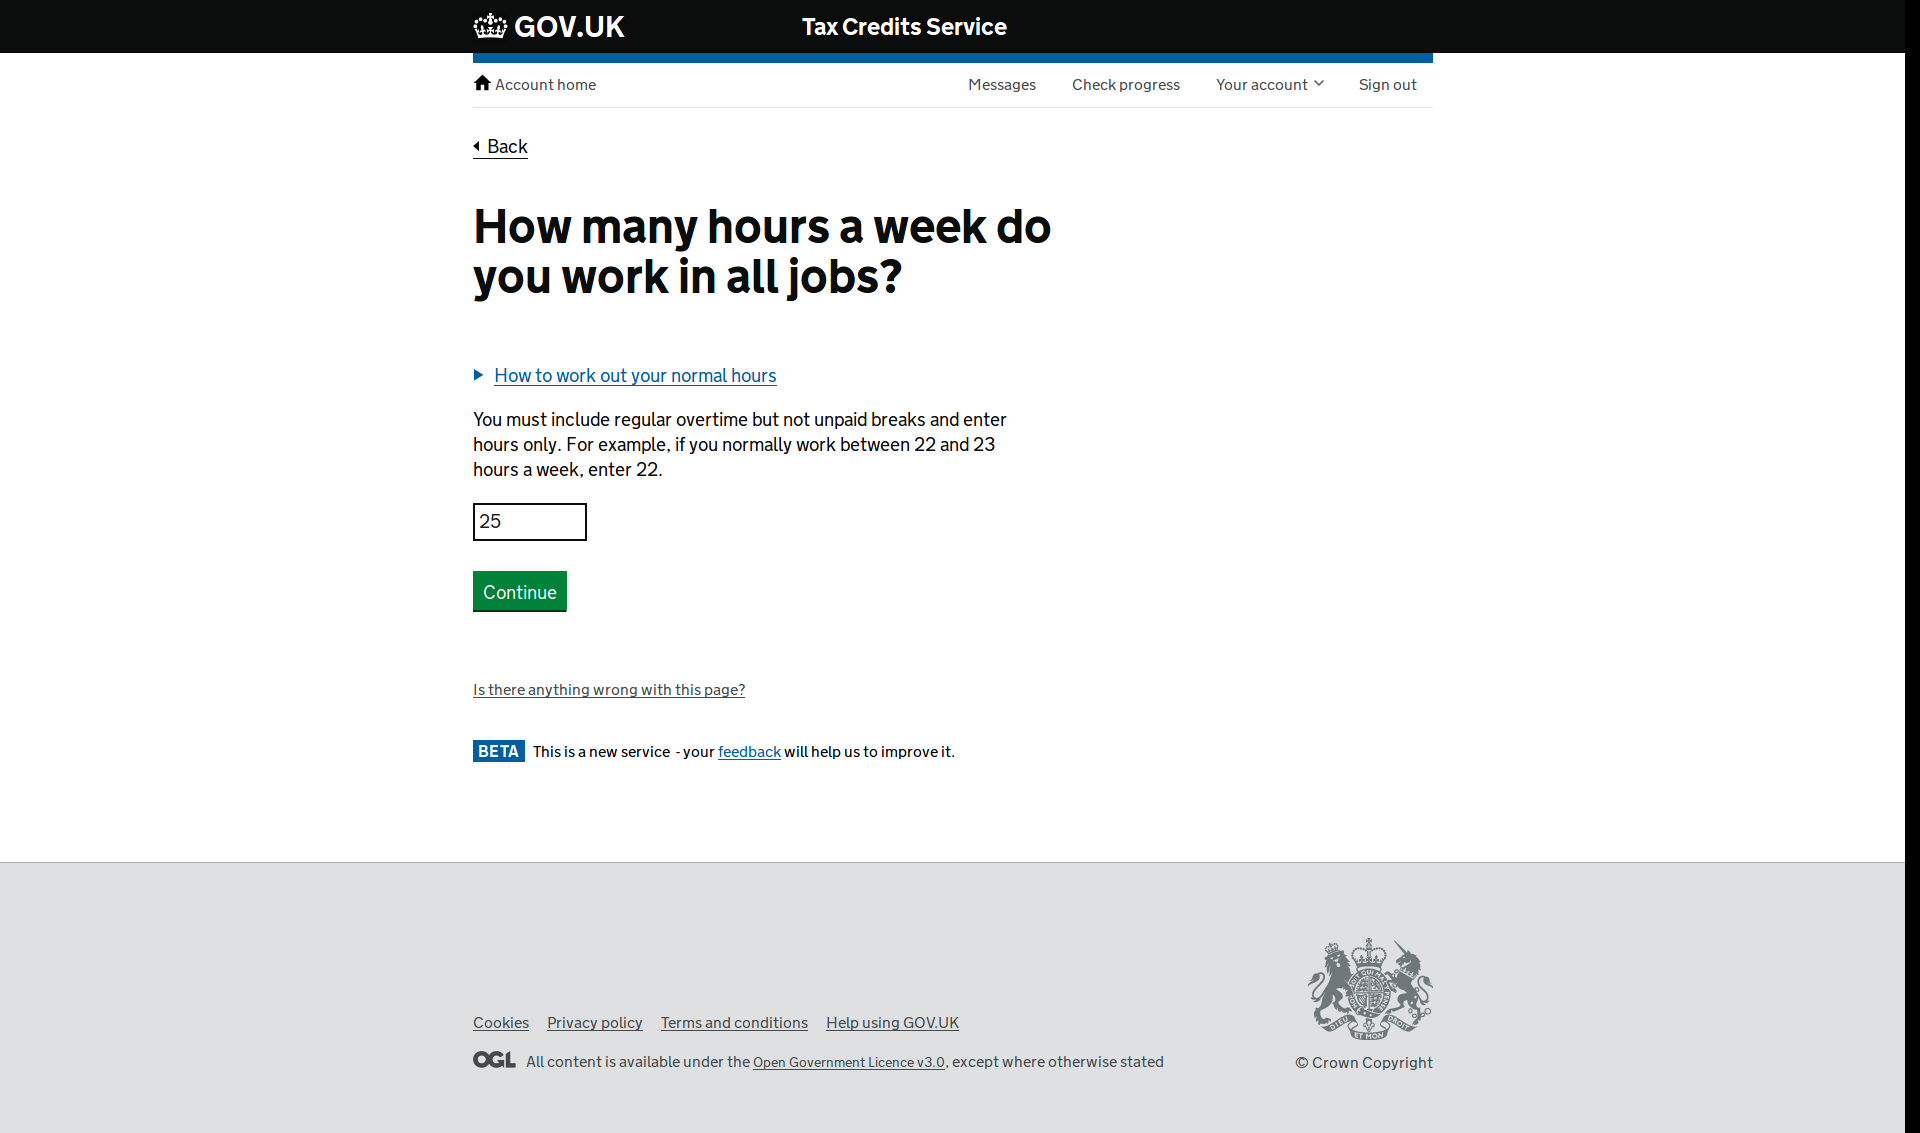 GOV.UK Tax Credits Service
Account home Messages Check progress Your account Sign out
Back
How many hours a week do
you work in all jobs?
How to work out your normal hours
You must include regular overtime but not unpaid breaks and enter
hours only. For example, if you normally work between 22 and 23
hours a week, enter 22.
25
Continue
Is there anything wrong with this page?
BETA This is a new service - your feedback will help us to improve it.
Cookies Privacy policy Terms and conditions Help using GOV.UK
OGL All content is available under the Open Government Licence v3.0, except where otherwise stated
© Crown Copyright